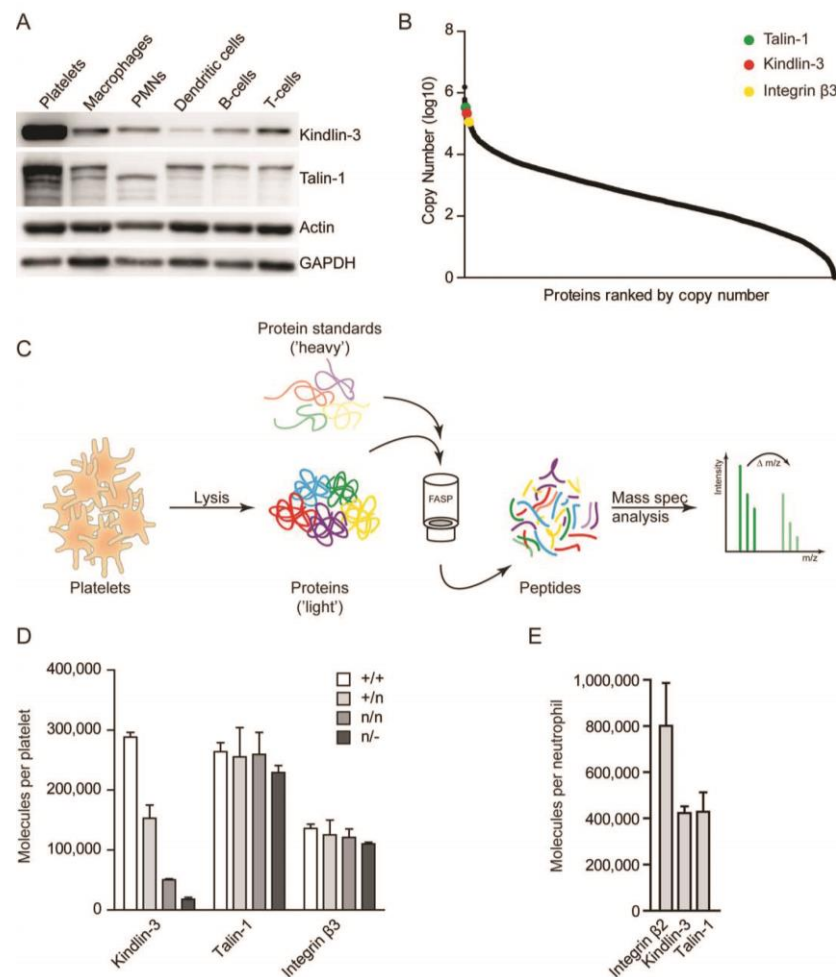 A
Platelets
Macrophages
PMNs
Dendritic cells
B-cells
T-cells
Kindlin-3
Talin-1
Actin
GAPDH
B
Copy Number (log10)
8
6
4
2
0
Talin-1
Kindlin-3
Integrin β3
Proteins ranked by copy number
C
Protein standards
('heavy')
Lysis
FASP
Mass spec
analysis
Intensity
Δ m/z
m/z
Platelets
Proteins
('light')
Peptides
D
Molecules per platelet
400,000
300,000
200,000
100,000
0
+/+
+/n
n/n
n/-
Kindlin-3
Talin-1
Integrin β3
E
Molecules per neutrophil
1,000,000
800,000
600,000
400,000
200,000
0
Integrin β2
Kindlin-3
Talin-1